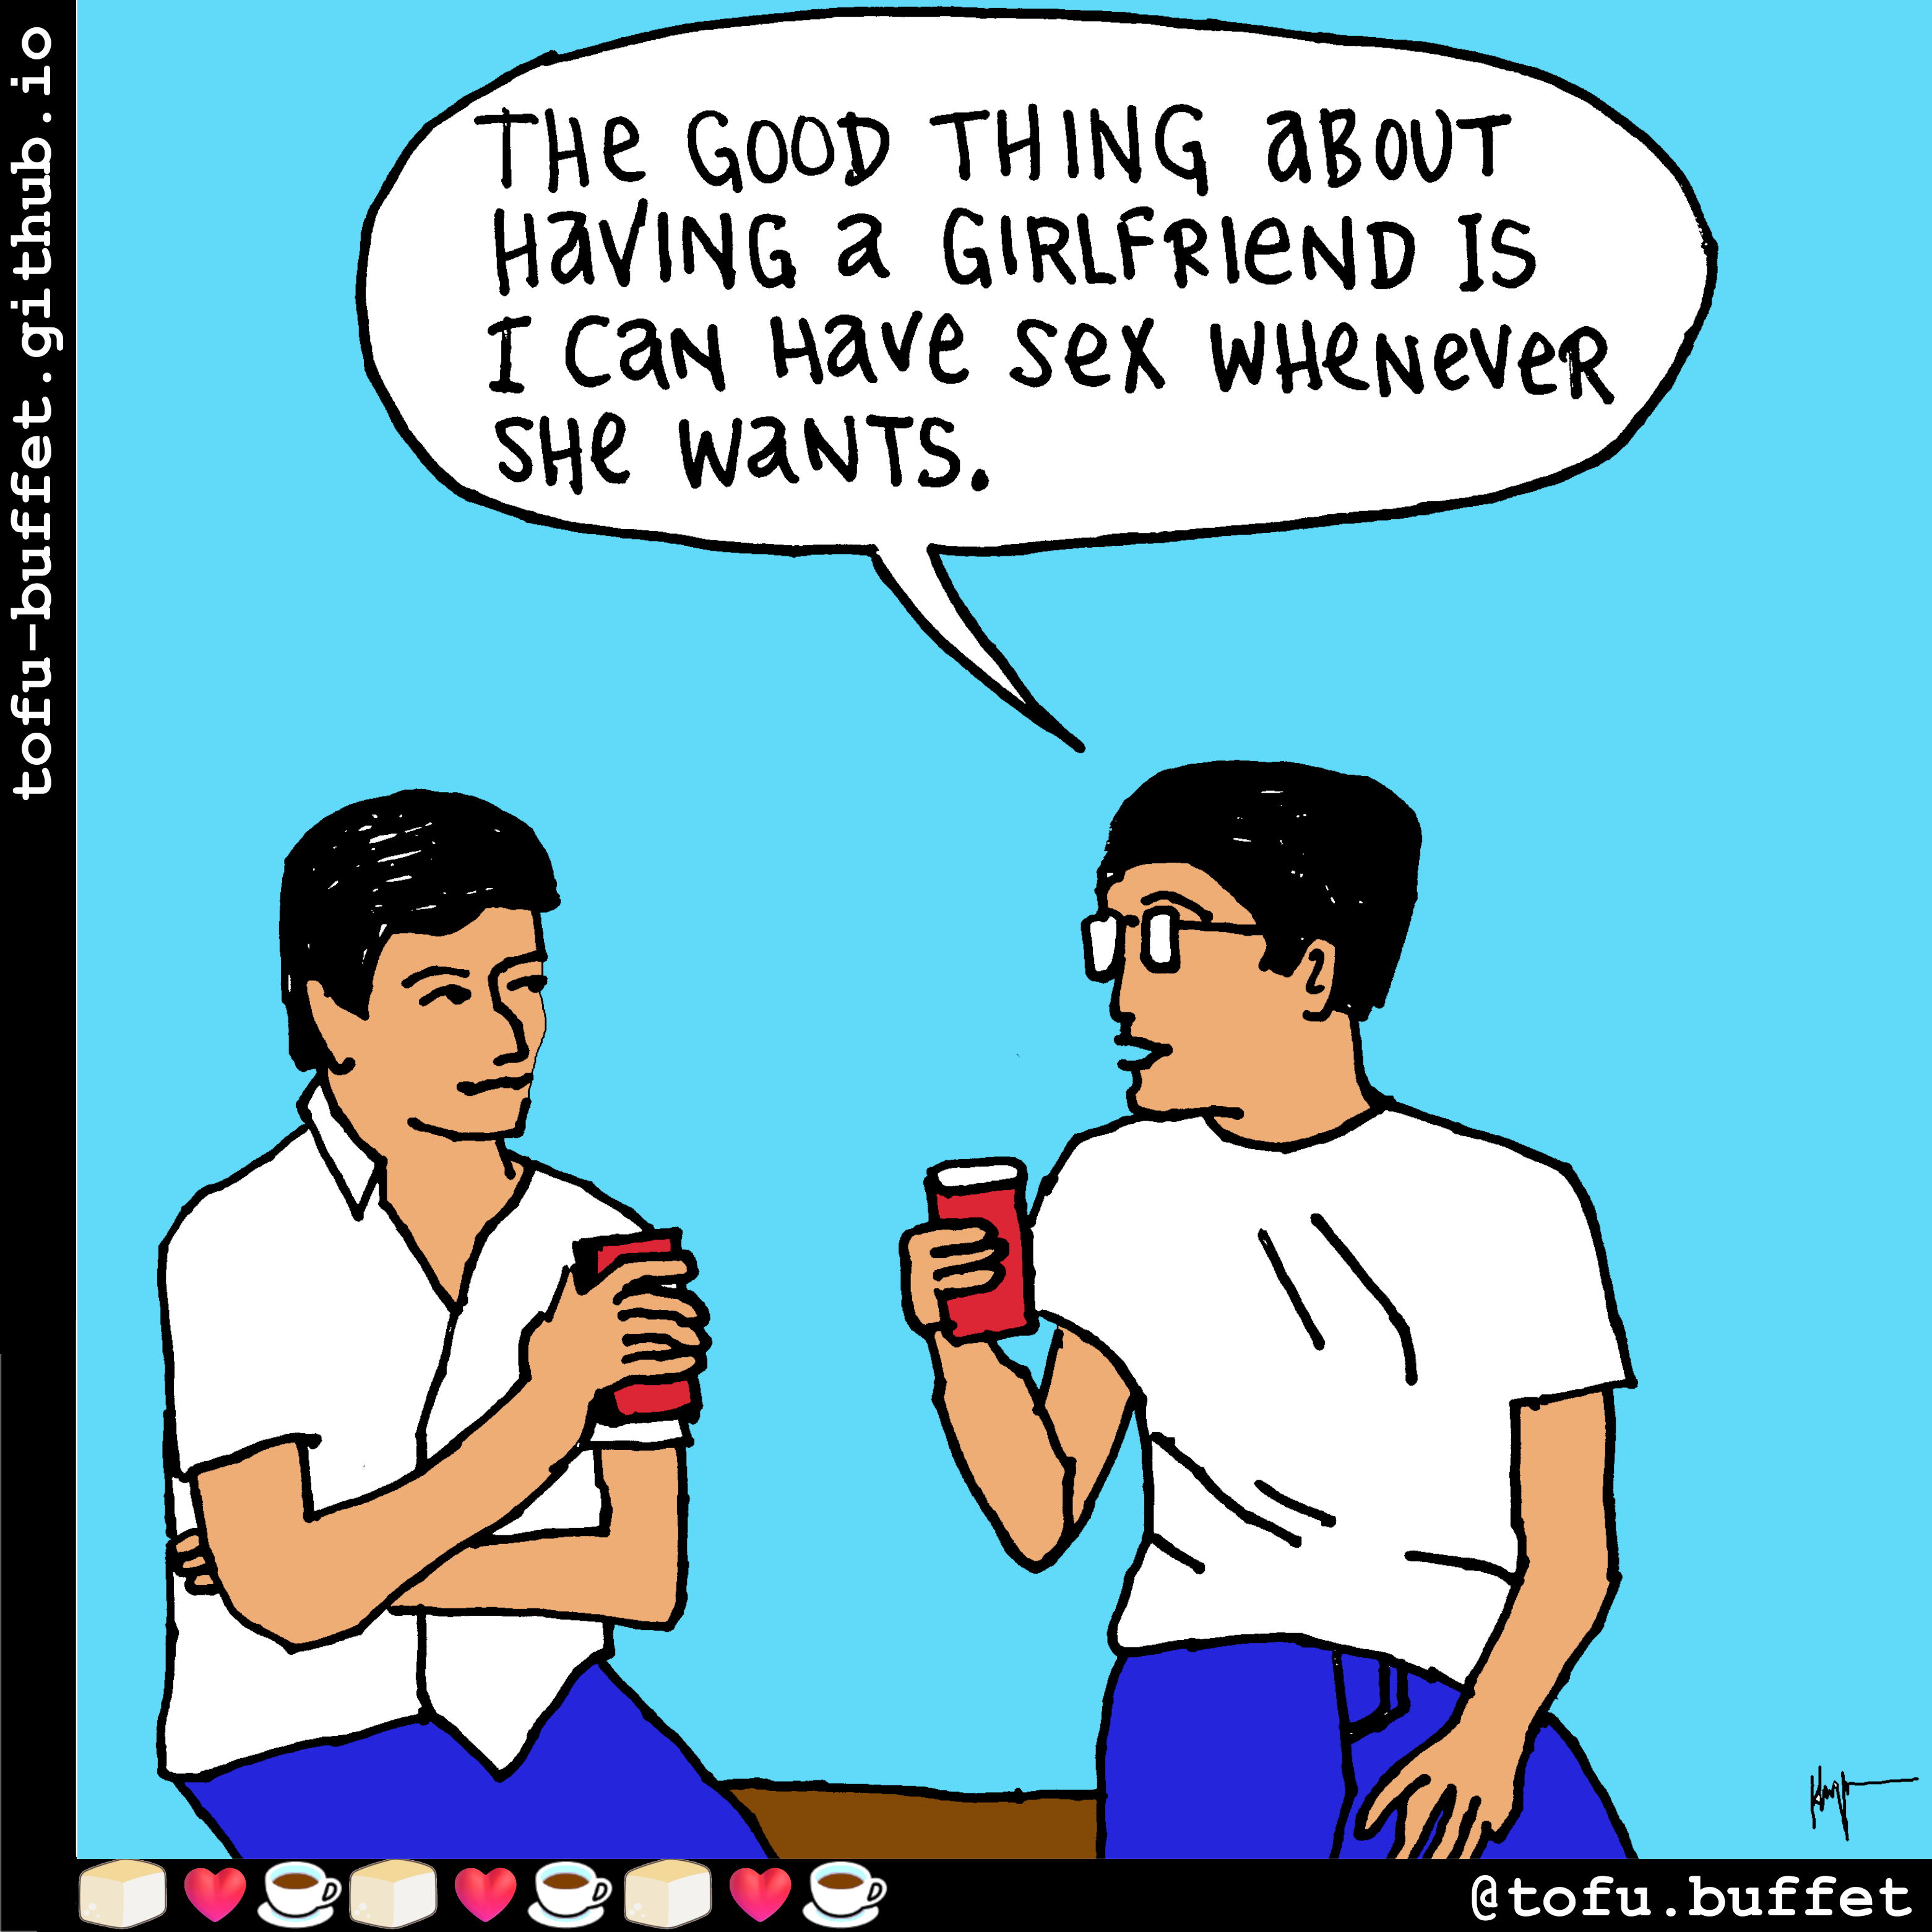 THE GOOD THING ABOUT
HAVING A GIRLFRIEND IS
I CAN HAVE SEX WHENEVER
SHE WANTS.
tofu-buffet.github.io
@tofu.buffet